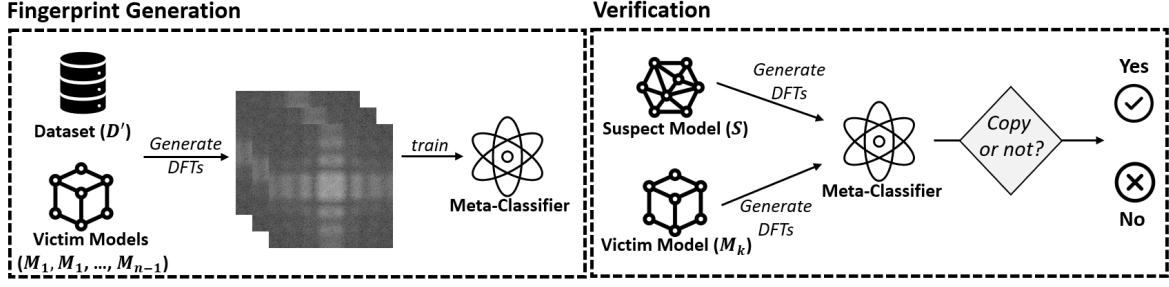 Fingerprint Generation
Dataset (D′)
Victim Models
(M₁, M₁, ..., Mₙ₋₁)
Generate
DFTs
train
Meta-Classifier
Verification
Suspect Model (S)
Victim Model (Mₖ)
Generate
DFTs
Generate
DFTs
Meta-Classifier
Copy
or not?
Yes
No